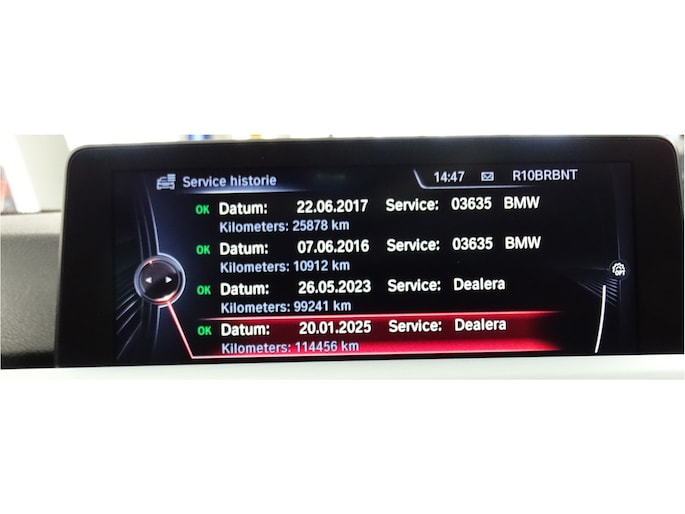 Service historie 14:47 R10BRBNT
OK Datum: 22.06.2017 Service: 03635 BMW
Kilometers: 25878 km
OK Datum: 07.06.2016 Service: 03635 BMW
Kilometers: 10912 km
OK Datum: 26.05.2023 Service: Dealera
Kilometers: 99241 km
OK Datum: 20.01.2025 Service: Dealera
Kilometers: 114456 km
OPT